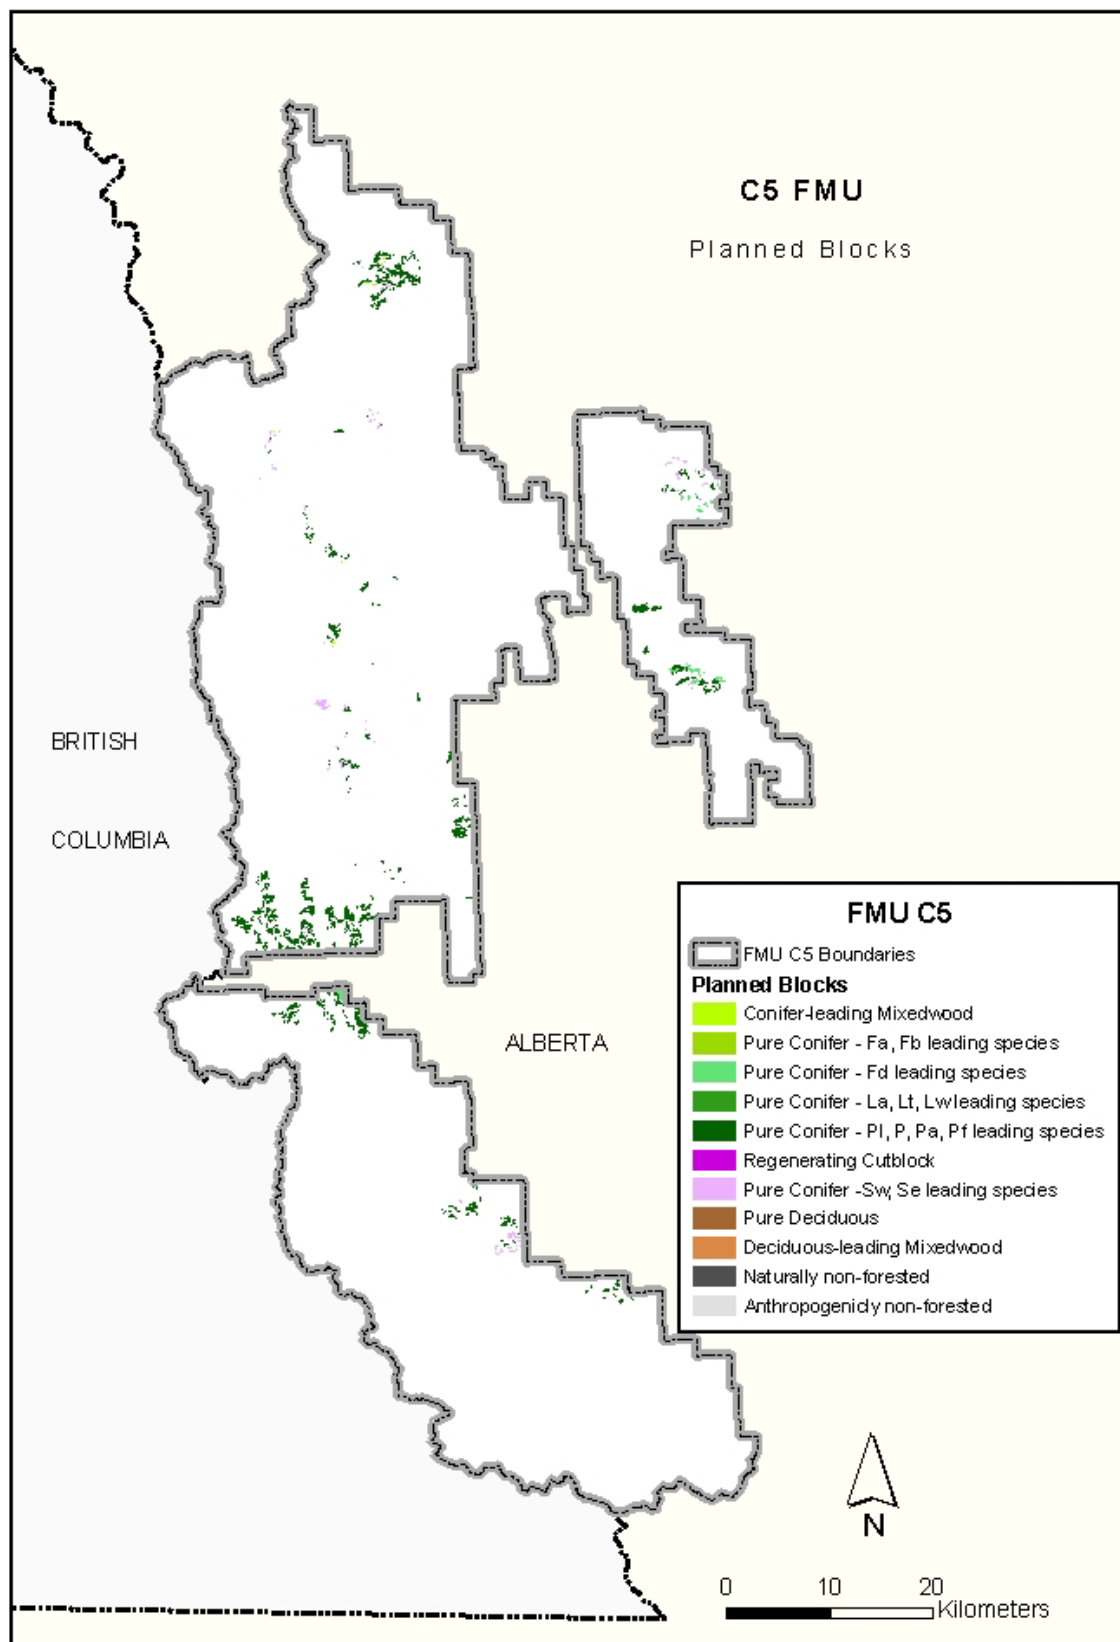 C5 FMU
Planned Blocks
BRITISH
COLUMBIA
ALBERTA
FMU C5
FMU C5 Boundaries
Planned Blocks
Conifer-leading Mixedwood
Pure Conifer - Fa, Fb leading species
Pure Conifer - Fd leading species
Pure Conifer - La, Lt, Lw leading species
Pure Conifer - Pl, P, Pa, Pf leading species
Regenerating Cutblock
Pure Conifer -Sw, Se leading species
Pure Deciduous
Deciduous-leading Mixedwood
Naturally non-forested
Anthropogenicly non-forested
N
0 10 20
Kilometers